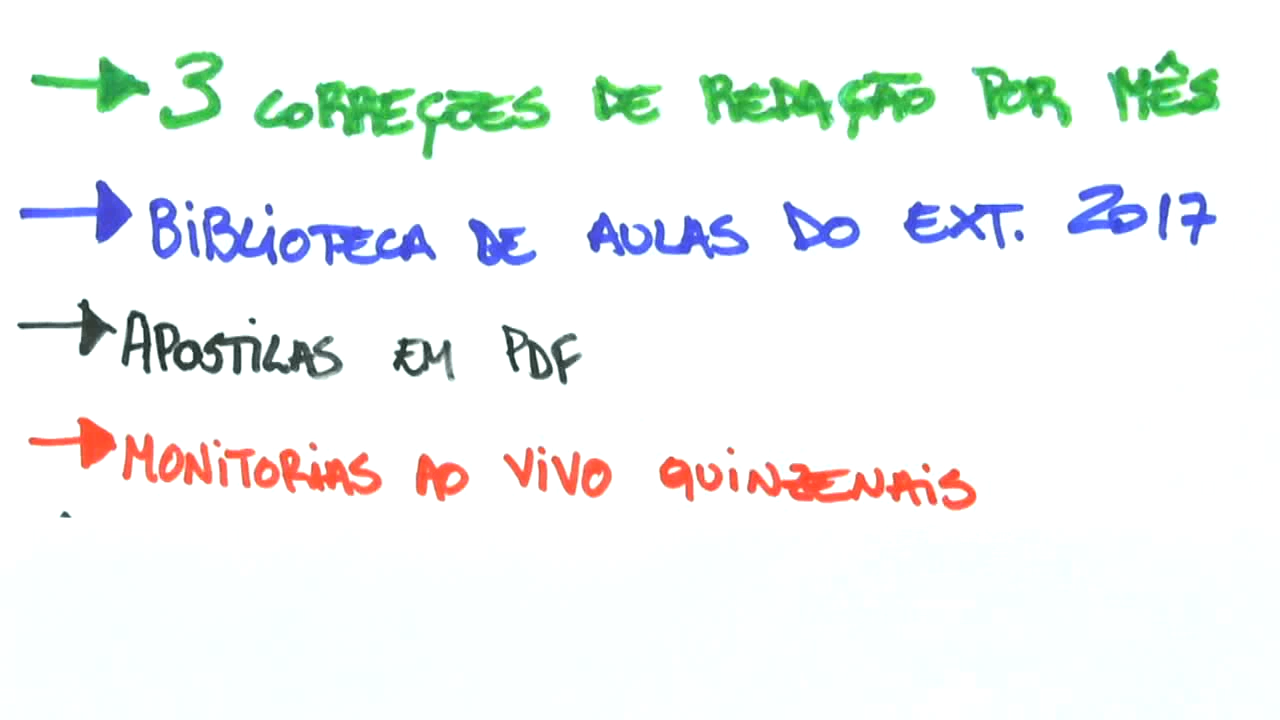 3 CORREÇÕES DE REDAÇÃO POR MÊS
BIBLIOTECA DE AULAS DO EXT. 2017
APOSTILAS EM PDF
MONITORIAS AO VIVO QUINZENAIS